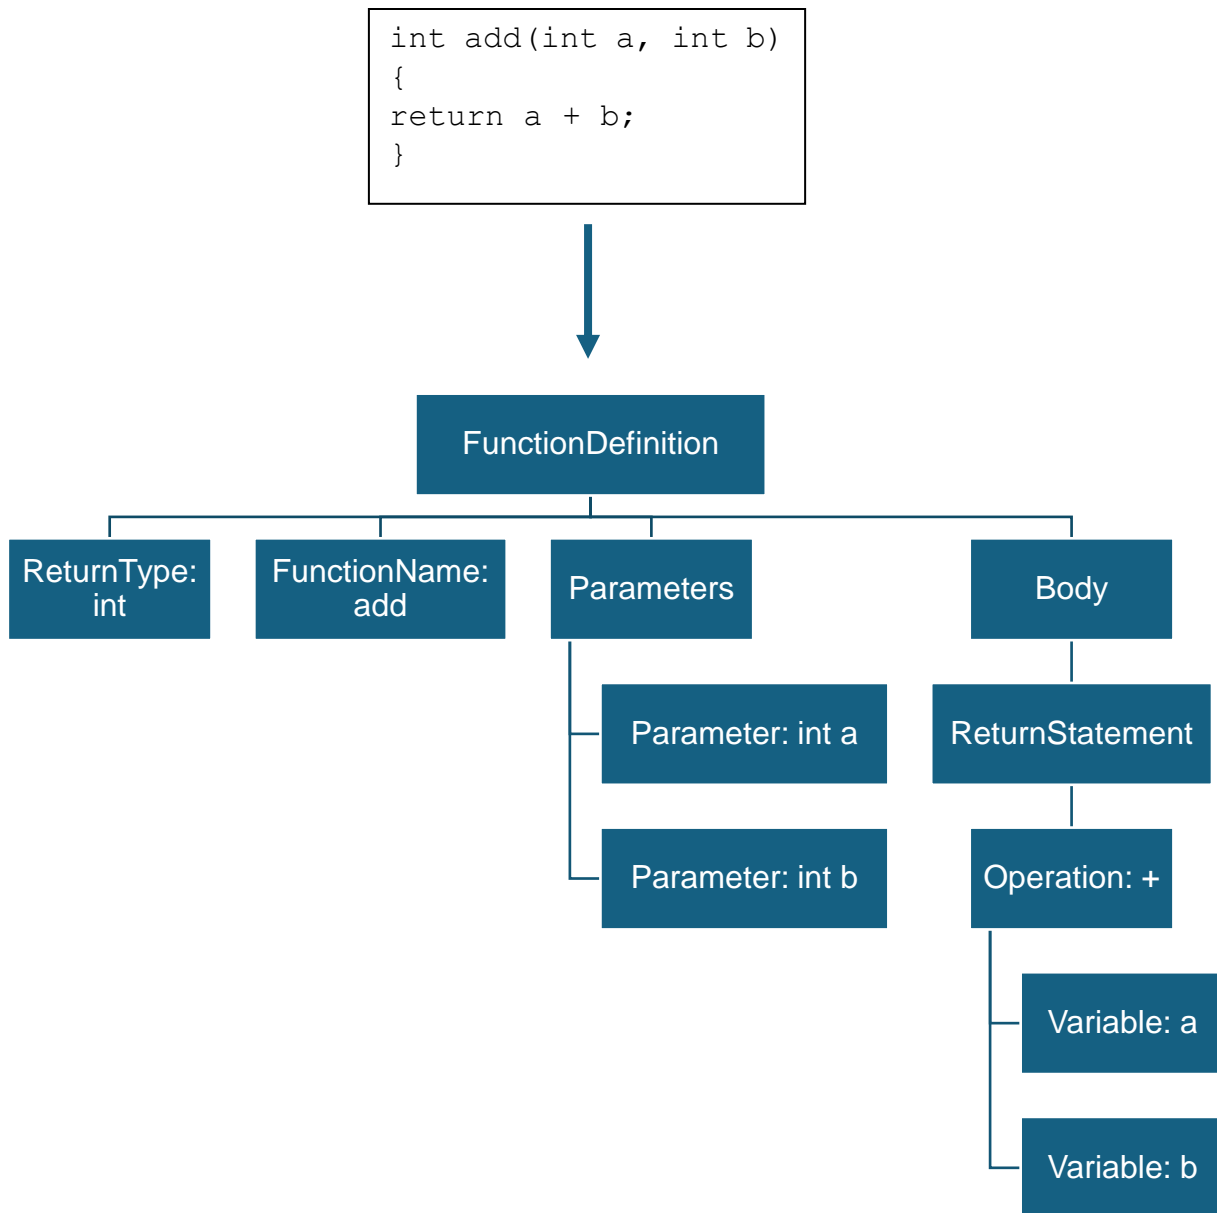 int add(int a, int b)
{
return a + b;
}
FunctionDefinition
ReturnType:
int
FunctionName:
add
Parameters
Body
Parameter: int a
ReturnStatement
Parameter: int b
Operation: +
Variable: a
Variable: b